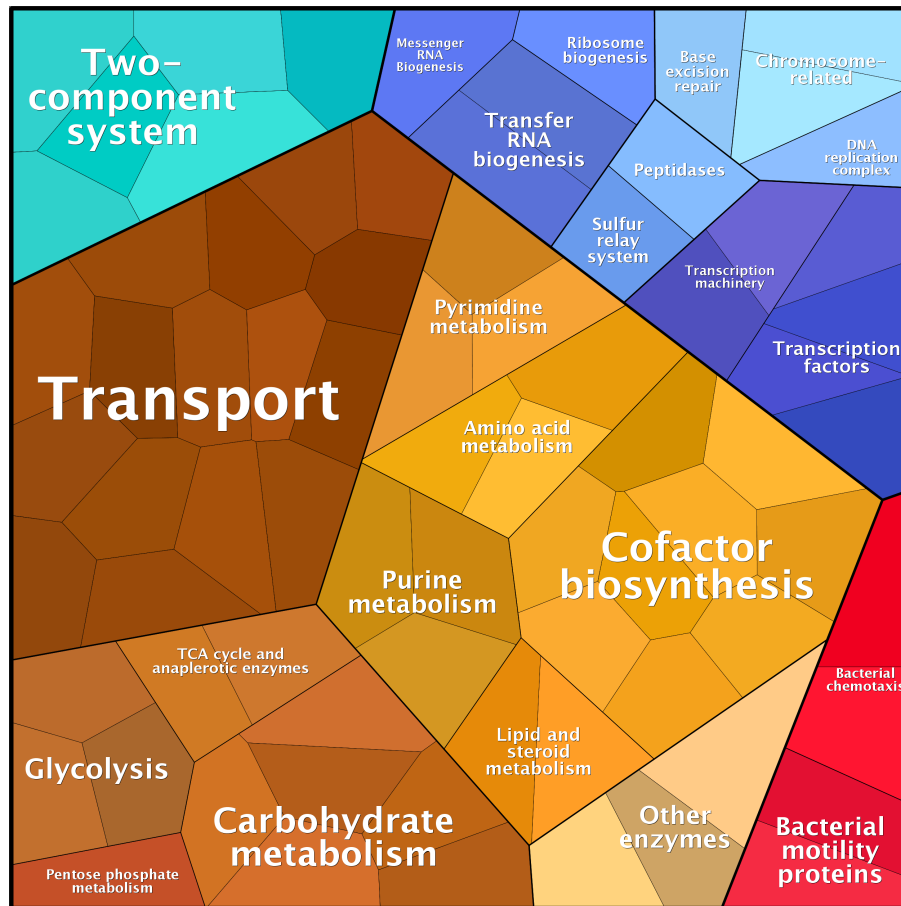 Two-
component
system
Messenger
RNA
Biogenesis
Ribosome
biogenesis
Base
excision
repair
Chromosome-
related
Transfer
RNA
biogenesis
DNA
replication
complex
Peptidases
Sulfur
relay
system
Transcription
machinery
Pyrimidine
metabolism
Transcription
factors
Transport
Amino acid
metabolism
Cofactor
biosynthesis
Purine
metabolism
TCA cycle and
anaplerotic enzymes
Bacterial
chemotaxis
Lipid and
steroid
metabolism
Glycolysis
Carbohydrate
metabolism
Other
enzymes
Bacterial
motility
proteins
Pentose phosphate
metabolism